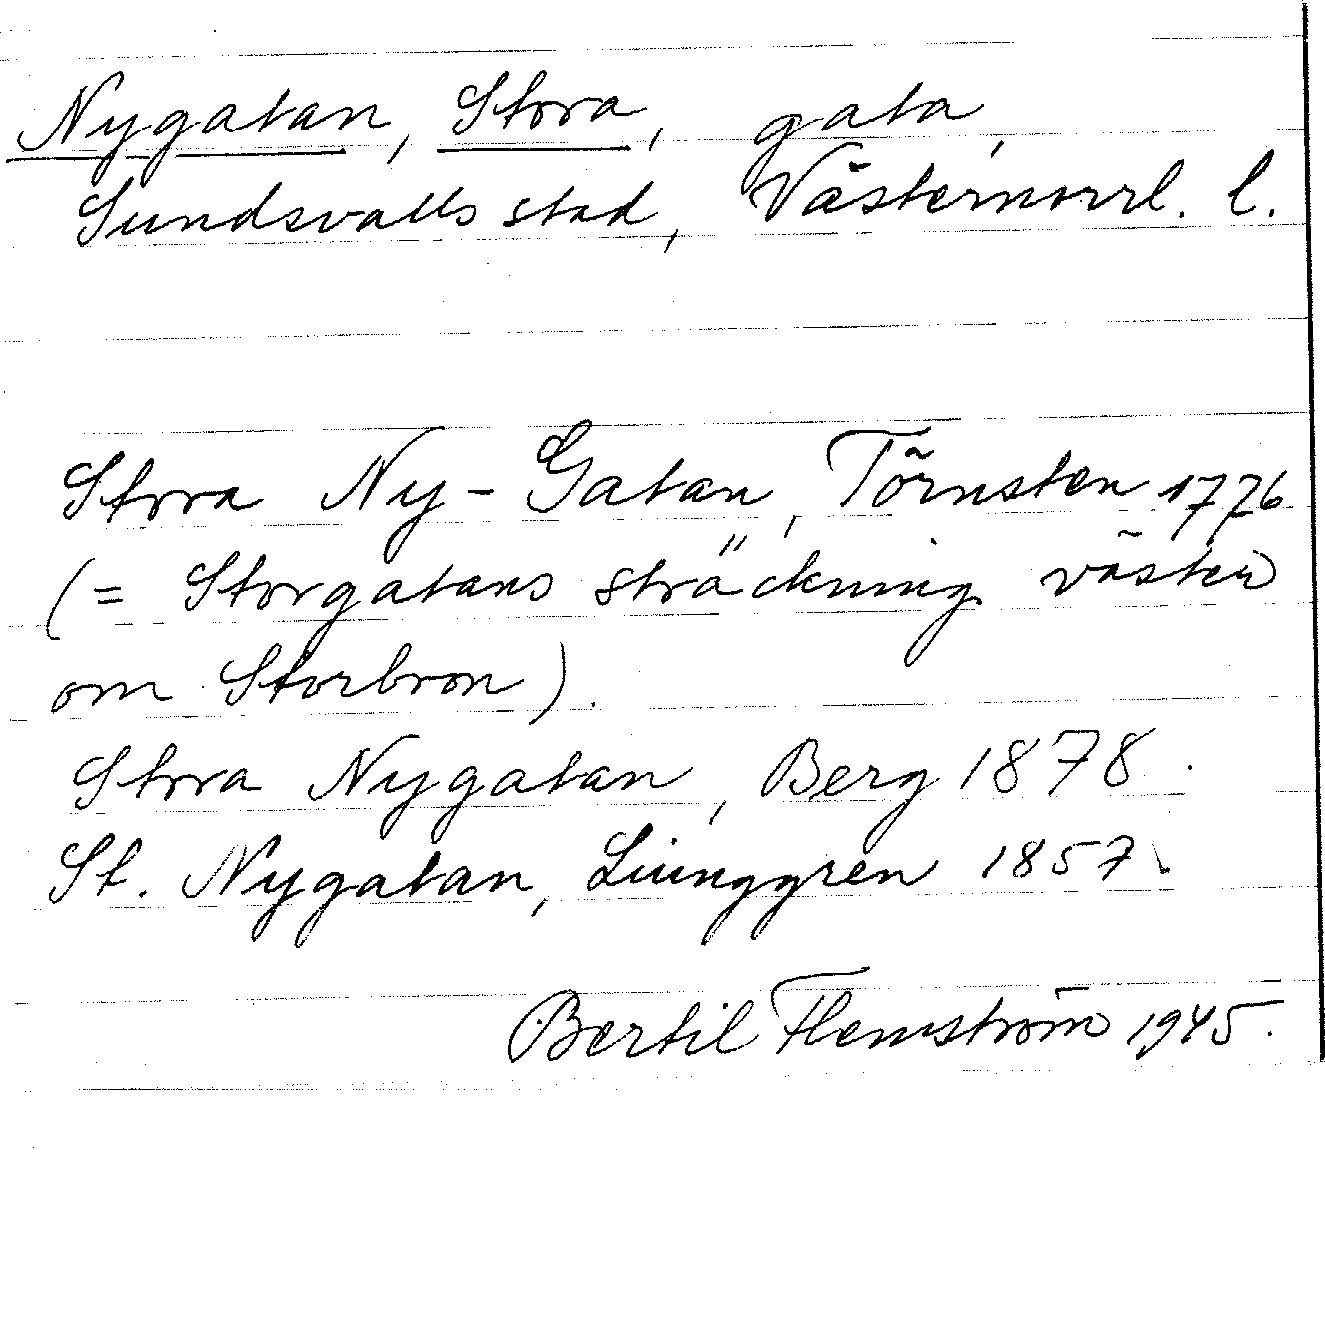 Nygatan, Stora, gata,
Sundsvalls stad, Västernorrl. l.
Stora Ny-Gatan, Törnsten 1776
(= Storgatans sträckning väster
om Storbron).
Stora Nygatan, Berg 1878.
St. Nygatan, Liunggren 1857.
Bertil Flemström 1945.